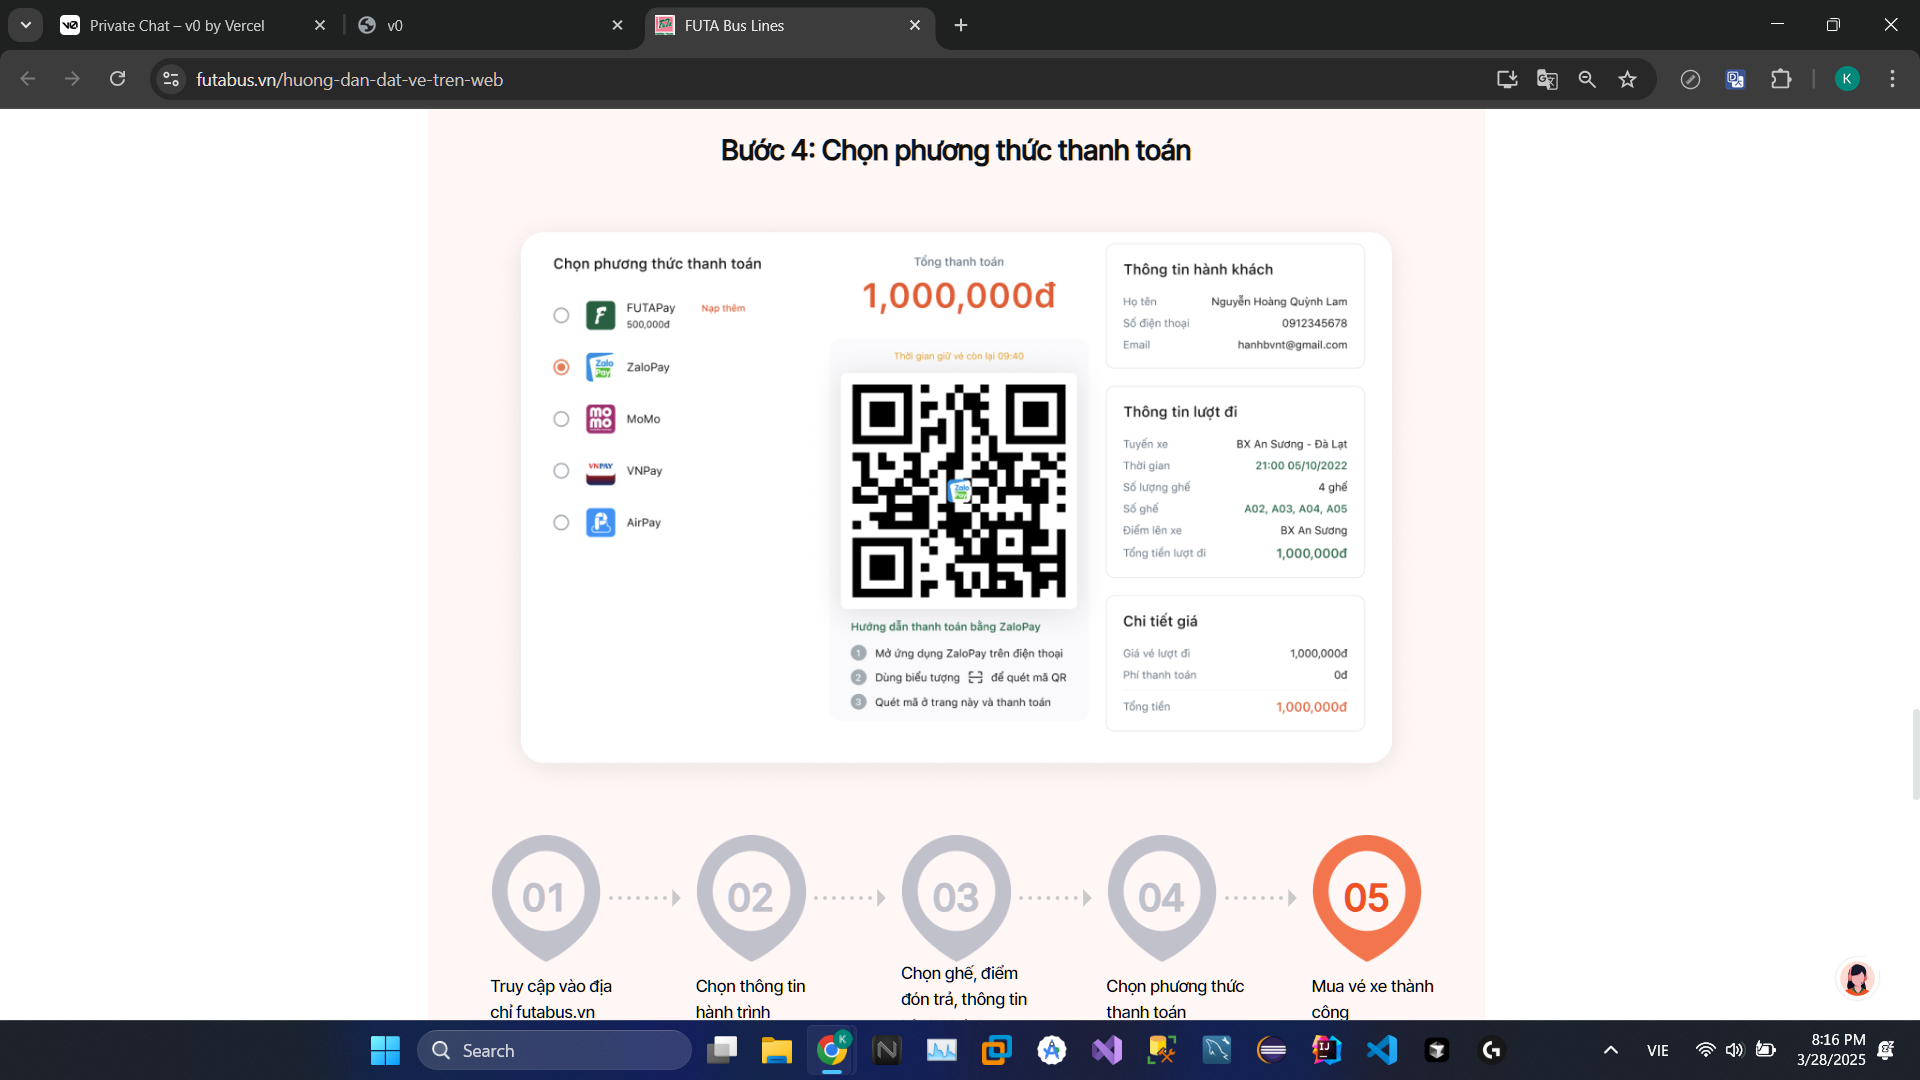 Private Chat – v0 by Vercel
v0
FUTA Bus Lines
futabus.vn/huong-dan-dat-ve-tren-web
K
Bước 4: Chọn phương thức thanh toán
Chọn phương thức thanh toán
FUTAPay
500,000đ
Nạp thêm
ZaloPay
MoMo
VNPay
AirPay
Tổng thanh toán
1,000,000đ
Thời gian giữ vé còn lại 09:40
Zalo
Pay
Hướng dẫn thanh toán bằng ZaloPay
1 Mở ứng dụng ZaloPay trên điện thoại
2 Dùng biểu tượng để quét mã QR
3 Quét mã ở trang này và thanh toán
Thông tin hành khách
Họ tên Nguyễn Hoàng Quỳnh Lam
Số điện thoại 0912345678
Email hanhbvnt@gmail.com
Thông tin lượt đi
Tuyến xe BX An Sương - Đà Lạt
Thời gian 21:00 05/10/2022
Số lượng ghế 4 ghế
Số ghế A02, A03, A04, A05
Điểm lên xe BX An Sương
Tổng tiền lượt đi 1,000,000đ
Chi tiết giá
Giá vé lượt đi 1,000,000đ
Phí thanh toán 0đ
Tổng tiền 1,000,000đ
01
02
03
04
05
Truy cập vào địa
chỉ futabus.vn
Chọn thông tin
hành trình
Chọn ghế, điểm
đón trả, thông tin
Chọn phương thức
thanh toán
Mua vé xe thành
công
Search
VIE
8:16 PM
3/28/2025